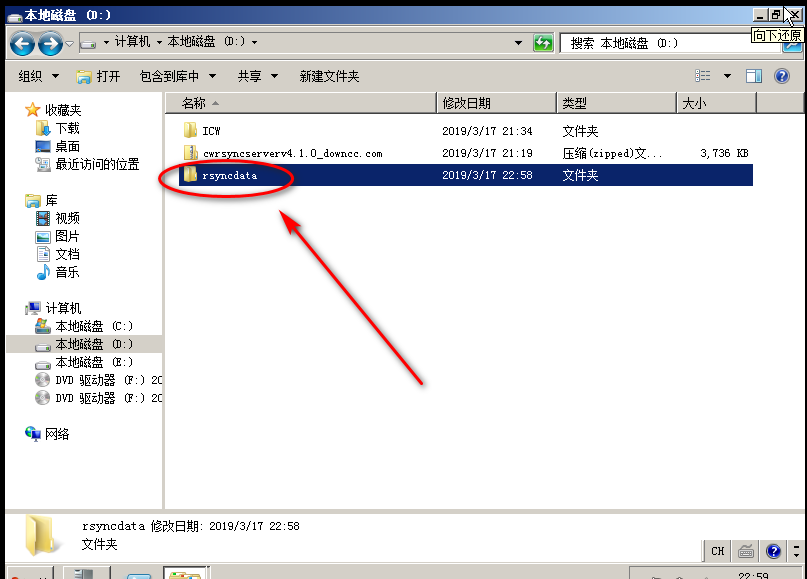 本地磁盘 (D:)
向下还原
计算机 本地磁盘 (D:)
搜索 本地磁盘 (D:)
组织 打开 包含到库中 共享 新建文件夹
名称 修改日期 类型 大小
ICW 2019/3/17 21:34 文件夹
cwrsyncserverv4.1.0_downcc.com 2019/3/17 21:19 压缩(zipped)文... 3,736 KB
rsyncdata 2019/3/17 22:58 文件夹
收藏夹
下载
桌面
最近访问的位置
库
视频
图片
文档
音乐
计算机
本地磁盘 (C:)
本地磁盘 (D:)
本地磁盘 (E:)
DVD 驱动器 (F:) 20
DVD 驱动器 (F:) 20
网络
rsyncdata 修改日期: 2019/3/17 22:58
文件夹
CH
22:59